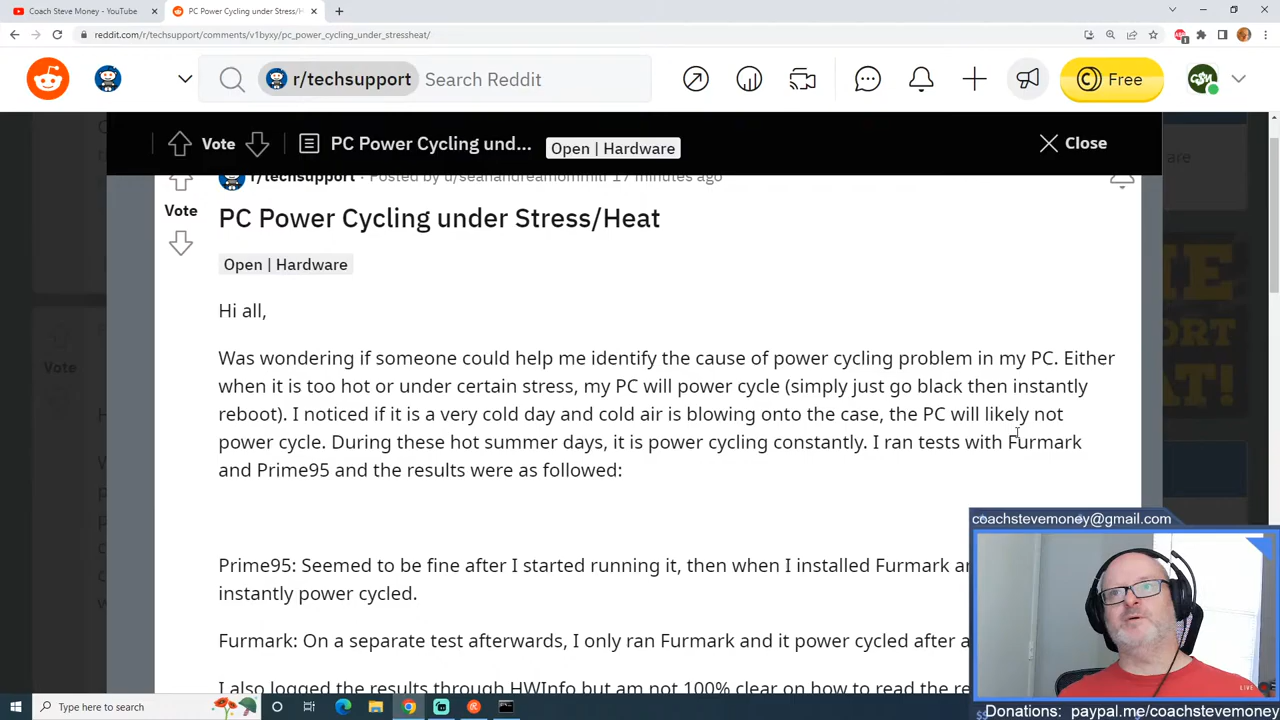 Coach Steve Money - YouTube
PC Power Cycling under Stress/H
reddit.com/r/techsupport/comments/v1byxy/pc_power_cycling_under_stressheat/
r/techsupport
Search Reddit
Free
Vote
PC Power Cycling und...
Open | Hardware
Close
r/techsupport · Posted by u/seanandreamommIII 17 minutes ago
Vote
PC Power Cycling under Stress/Heat
Open | Hardware
Hi all,
Was wondering if someone could help me identify the cause of power cycling problem in my PC. Either
when it is too hot or under certain stress, my PC will power cycle (simply just go black then instantly
reboot). I noticed if it is a very cold day and cold air is blowing onto the case, the PC will likely not
power cycle. During these hot summer days, it is power cycling constantly. I ran tests with Furmark
and Prime95 and the results were as followed:
Prime95: Seemed to be fine after I started running it, then when I installed Furmark an
instantly power cycled.
Furmark: On a separate test afterwards, I only ran Furmark and it power cycled after a
I also logged the results through HWInfo but am not 100% clear on how to read the re
coachstevemoney@gmail.com
LIVE
Donations: paypal.me/coachstevemoney
Type here to search
Vote